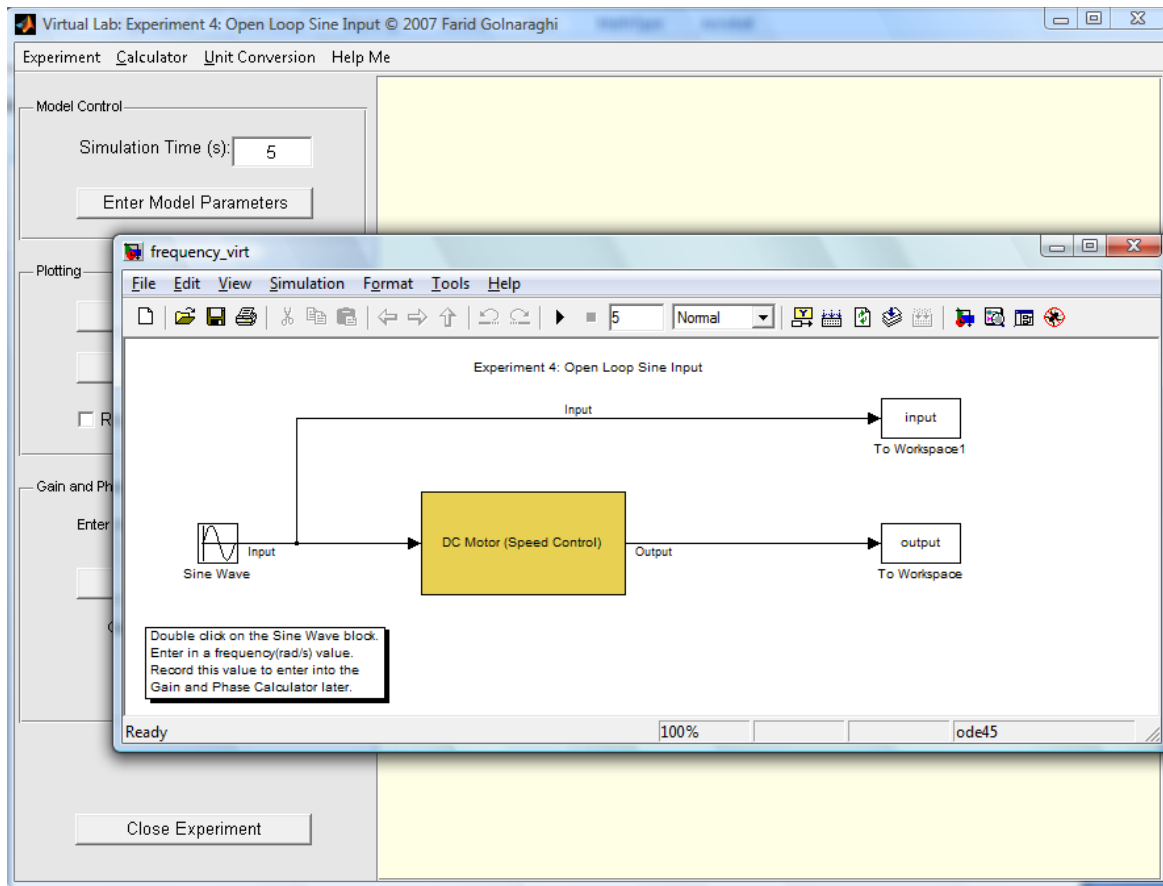 Virtual Lab: Experiment 4: Open Loop Sine Input © 2007 Farid Golnaraghi
Experiment Calculator Unit Conversion Help Me
Model Control
Simulation Time (s): 5
Enter Model Parameters
frequency_virt
Plotting
File Edit View Simulation Format Tools Help
5 Normal
Experiment 4: Open Loop Sine Input
Input
input
To Workspace1
R
Gain and Ph
Enter
DC Motor (Speed Control)
output
Input
Output
Sine Wave
To Workspace
Double click on the Sine Wave block.
Enter in a frequency(rad/s) value.
Record this value to enter into the
Gain and Phase Calculator later.
Ready 100% ode45
Close Experiment